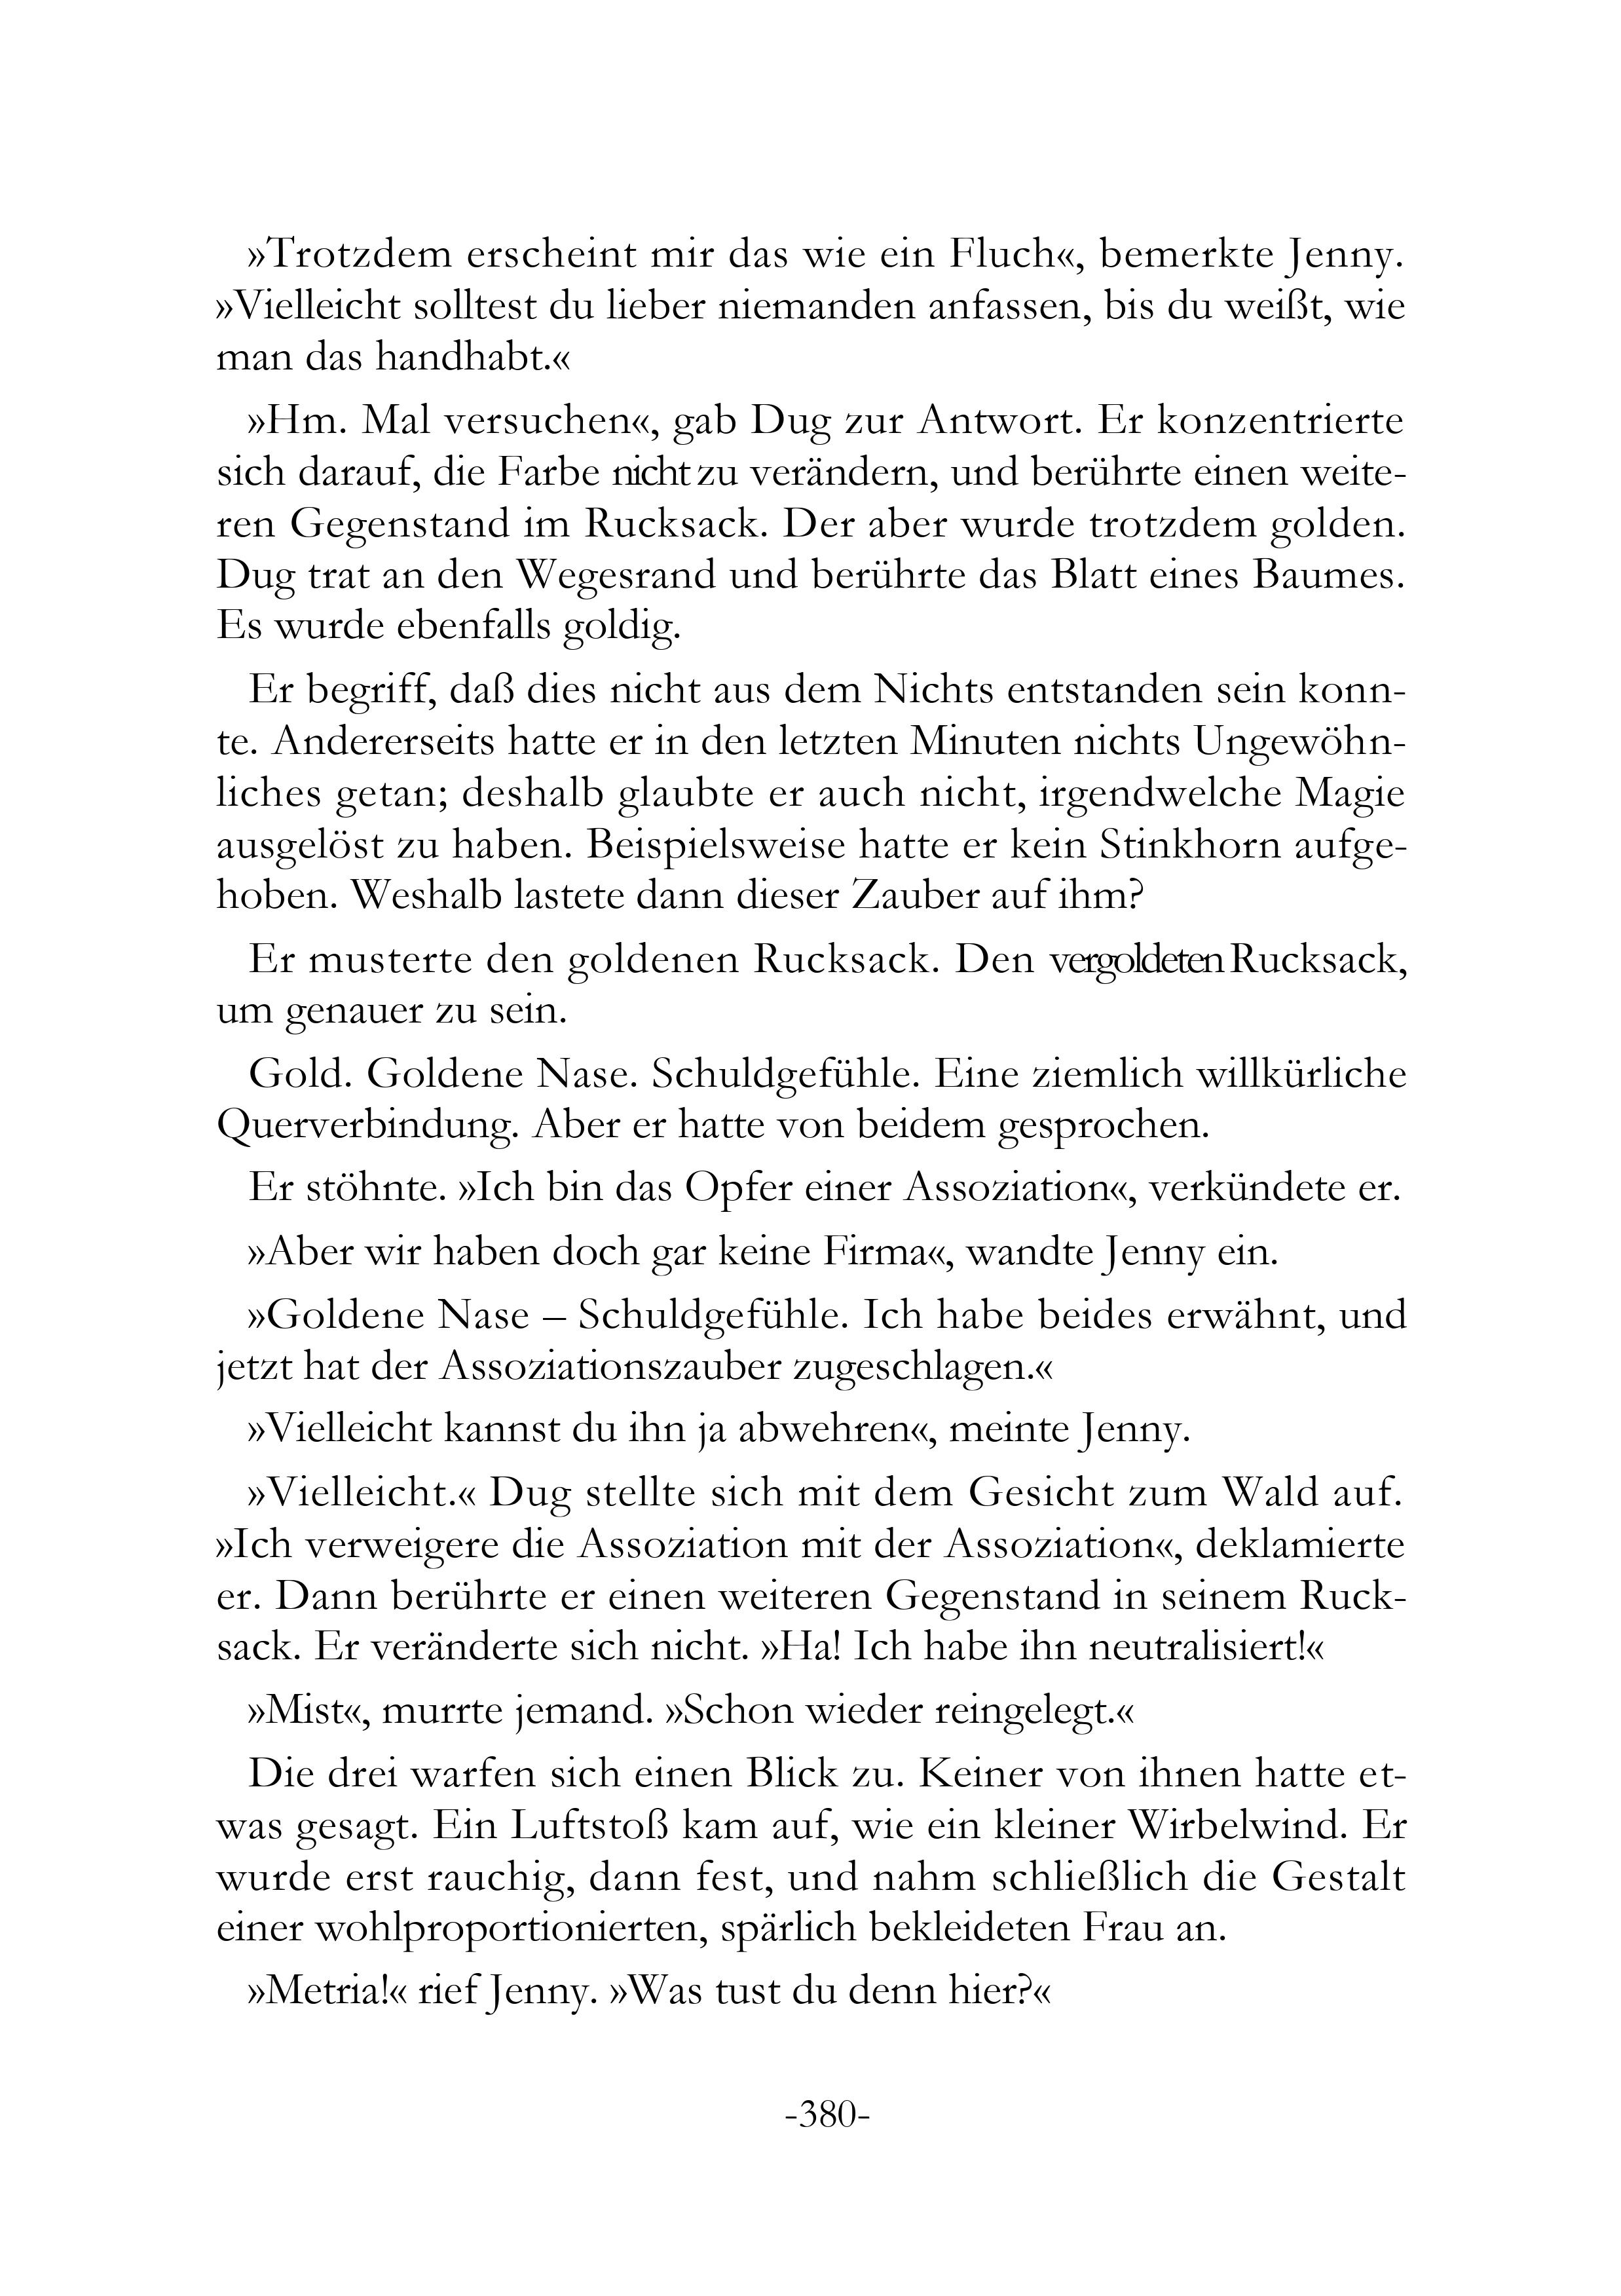 »Trotzdem erscheint mir das wie ein Fluch«, bemerkte Jenny.
»Vielleicht solltest du lieber niemanden anfassen, bis du weißt, wie
man das handhabt.«
»Hm. Mal versuchen«, gab Dug zur Antwort. Er konzentrierte
sich darauf, die Farbe nicht zu verändern, und berührte einen weite-
ren Gegenstand im Rucksack. Der aber wurde trotzdem golden.
Dug trat an den Wegesrand und berührte das Blatt eines Baumes.
Es wurde ebenfalls goldig.
Er begriff, daß dies nicht aus dem Nichts entstanden sein konn-
te. Andererseits hatte er in den letzten Minuten nichts Ungewöhn-
liches getan; deshalb glaubte er auch nicht, irgendwelche Magie
ausgelöst zu haben. Beispielsweise hatte er kein Stinkhorn aufge-
hoben. Weshalb lastete dann dieser Zauber auf ihm?
Er musterte den goldenen Rucksack. Den vergoldeten Rucksack,
um genauer zu sein.
Gold. Goldene Nase. Schuldgefühle. Eine ziemlich willkürliche
Querverbindung. Aber er hatte von beidem gesprochen.
Er stöhnte. »Ich bin das Opfer einer Assoziation«, verkündete er.
»Aber wir haben doch gar keine Firma«, wandte Jenny ein.
»Goldene Nase – Schuldgefühle. Ich habe beides erwähnt, und
jetzt hat der Assoziationszauber zugeschlagen.«
»Vielleicht kannst du ihn ja abwehren«, meinte Jenny.
»Vielleicht.« Dug stellte sich mit dem Gesicht zum Wald auf.
»Ich verweigere die Assoziation mit der Assoziation«, deklamierte
er. Dann berührte er einen weiteren Gegenstand in seinem Ruck-
sack. Er veränderte sich nicht. »Ha! Ich habe ihn neutralisiert!«
»Mist«, murrte jemand. »Schon wieder reingelegt.«
Die drei warfen sich einen Blick zu. Keiner von ihnen hatte et-
was gesagt. Ein Luftstoß kam auf, wie ein kleiner Wirbelwind. Er
wurde erst rauchig, dann fest, und nahm schließlich die Gestalt
einer wohlproportionierten, spärlich bekleideten Frau an.
»Metria!« rief Jenny. »Was tust du denn hier?«
-380-